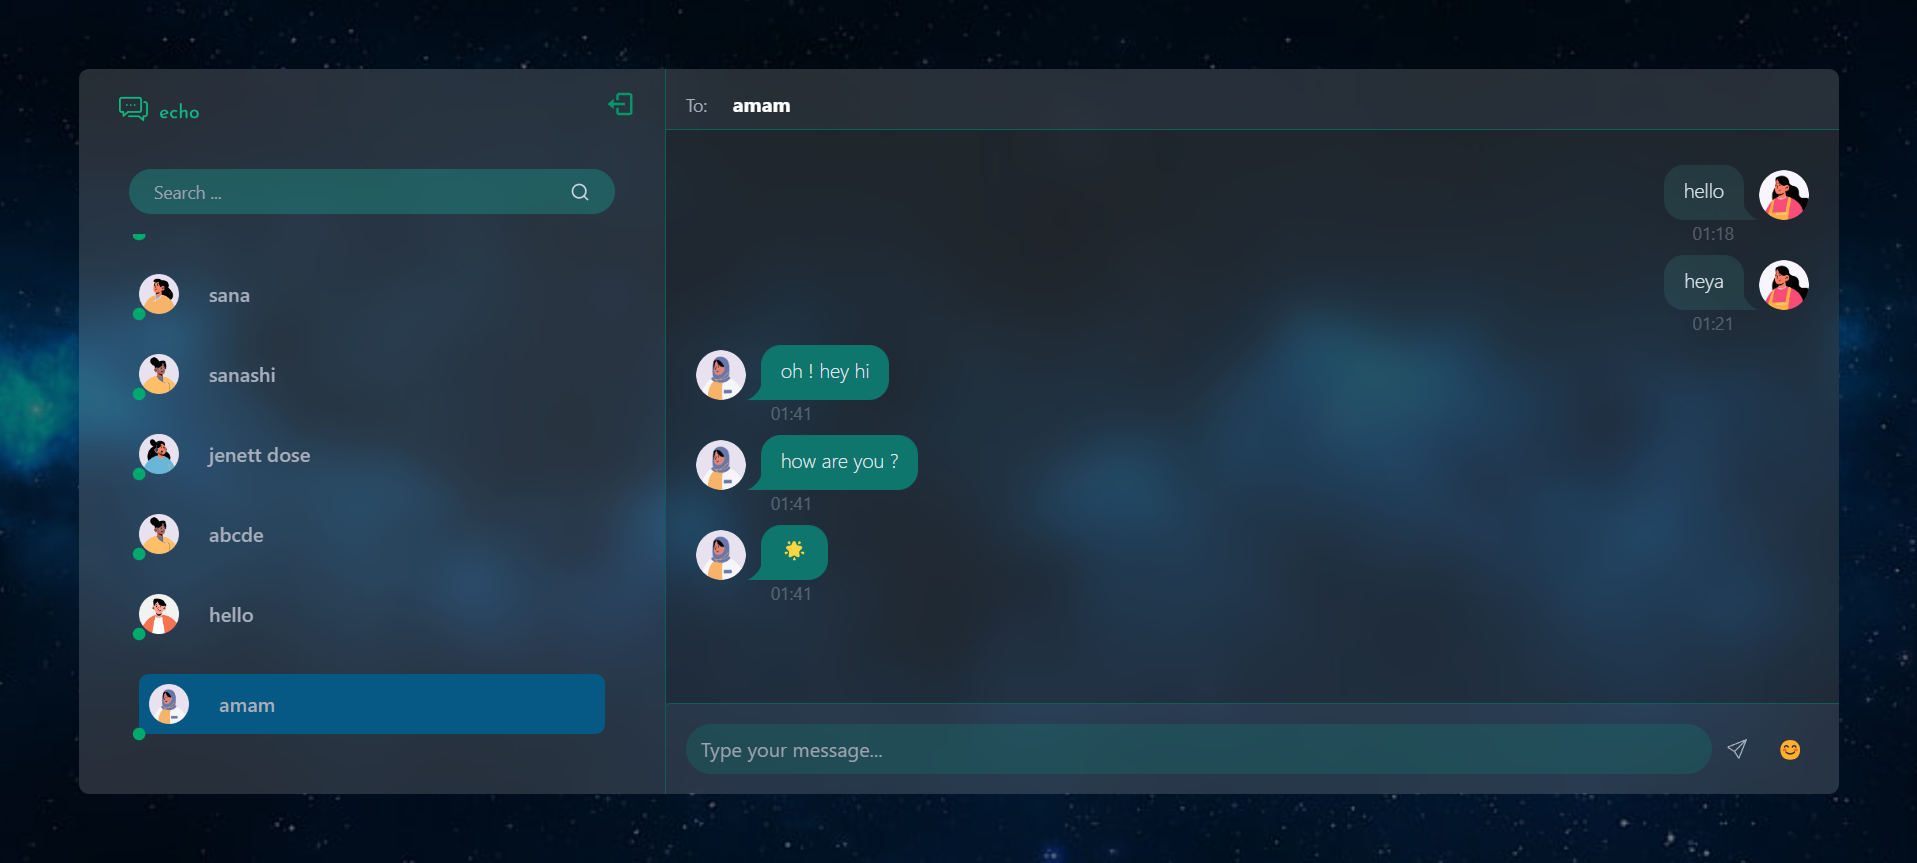 echo
Search ...
sana
sanashi
jenett dose
abcde
hello
amam
To: amam
hello
01:18
heya
01:21
oh ! hey hi
01:41
how are you ?
01:41
🌟
01:41
Type your message...
😊